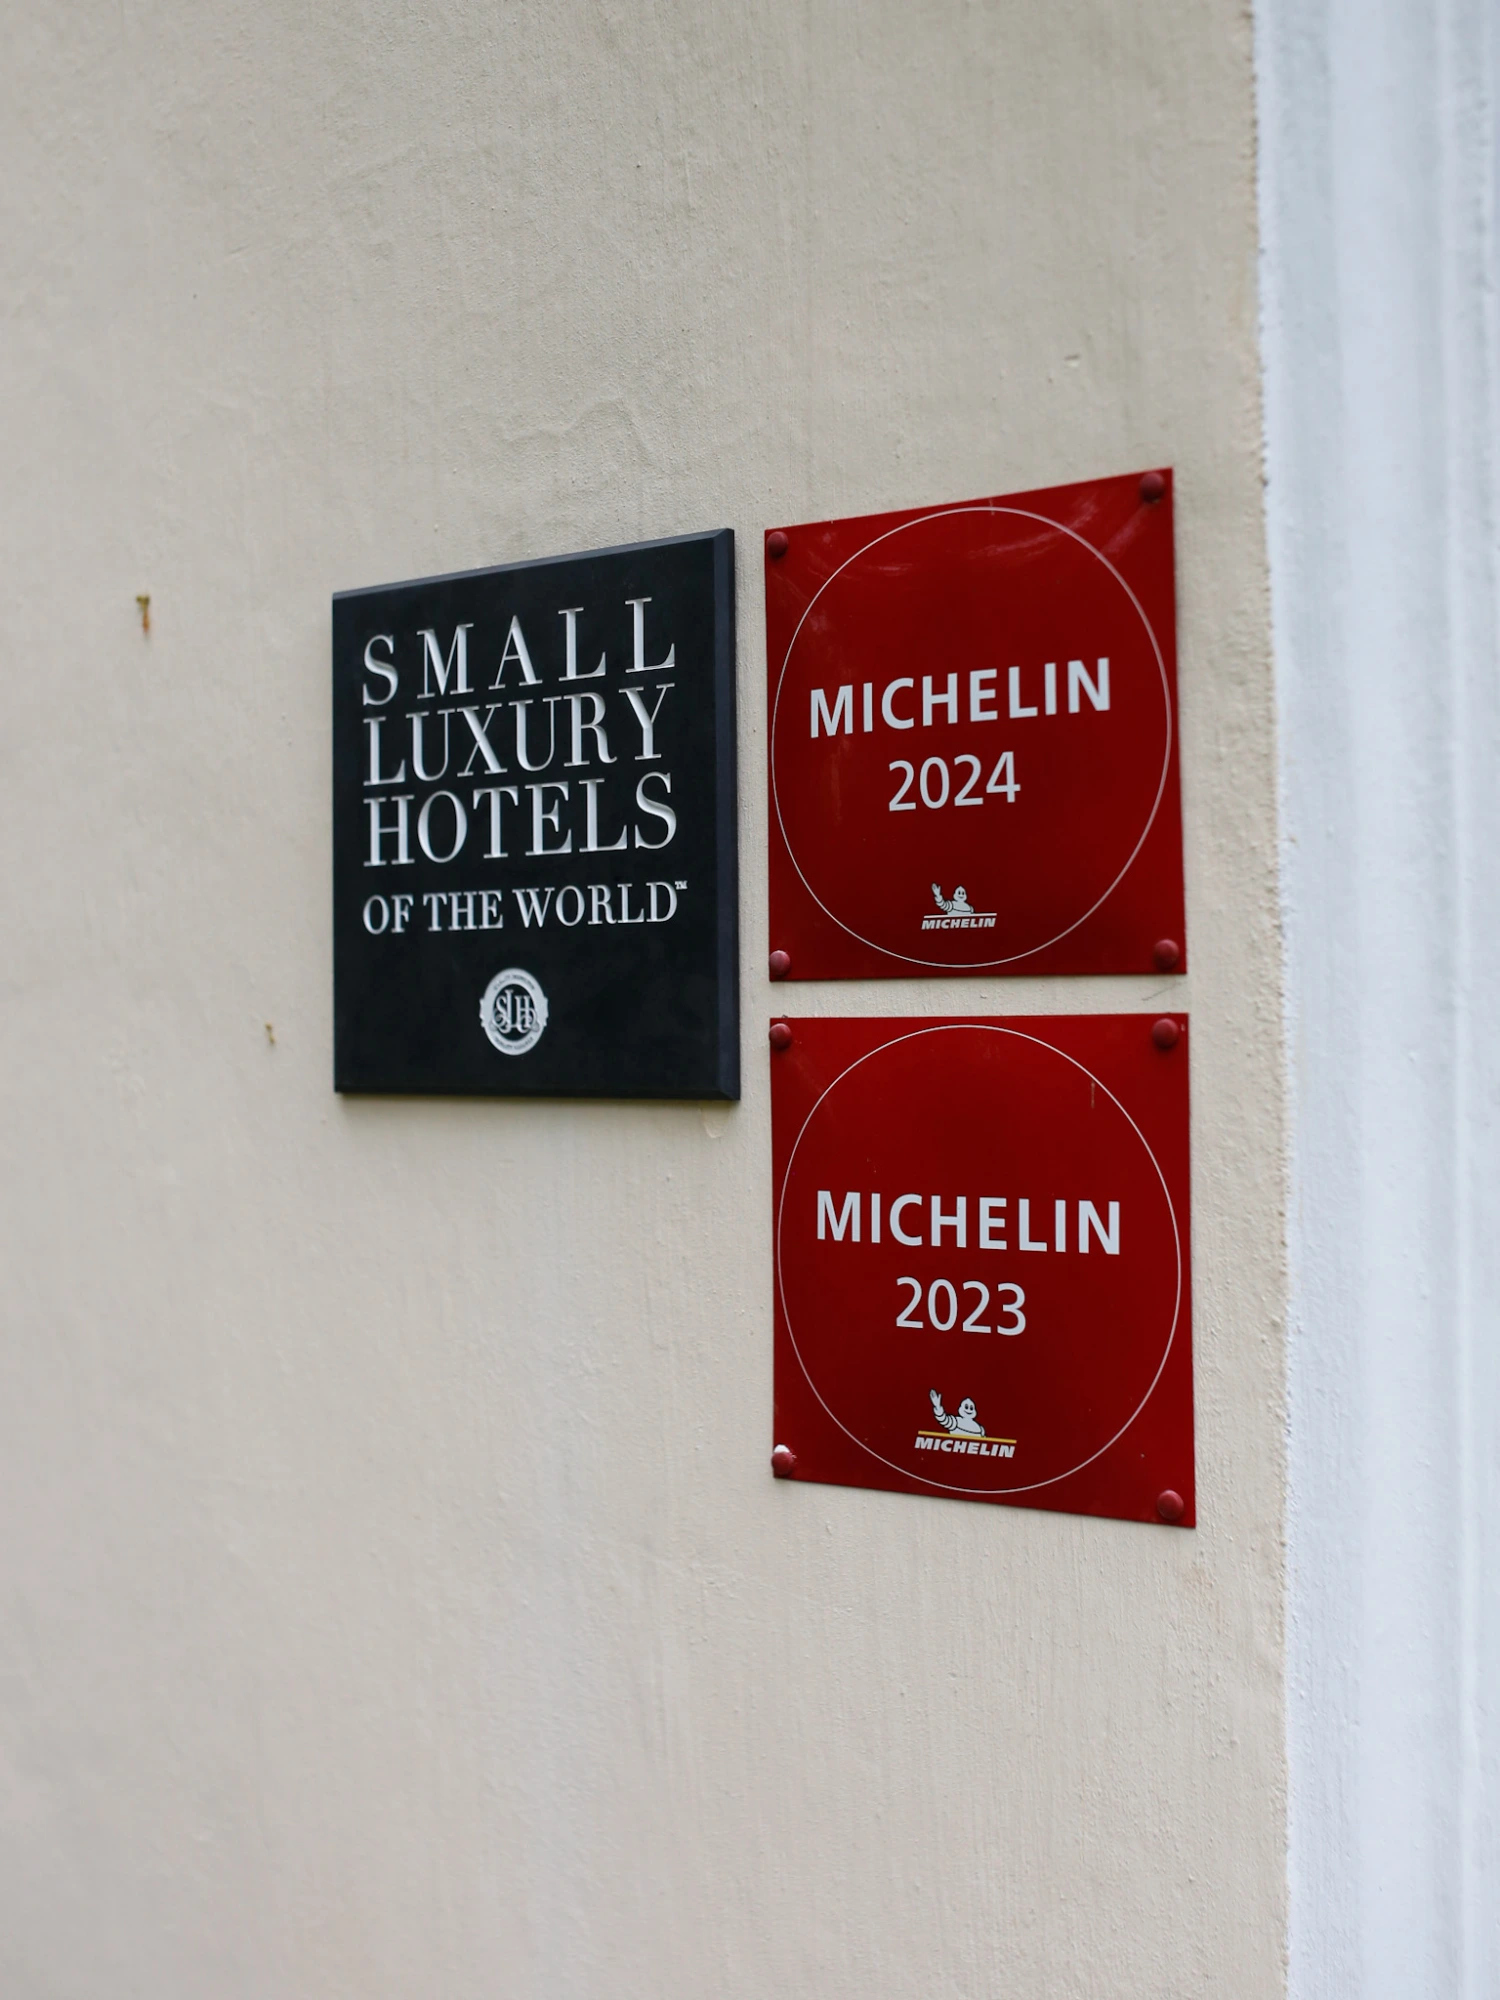 SMALL
LUXURY
HOTELS
OF THE WORLD™
SLH
MICHELIN
2024
MICHELIN
MICHELIN
2023
MICHELIN